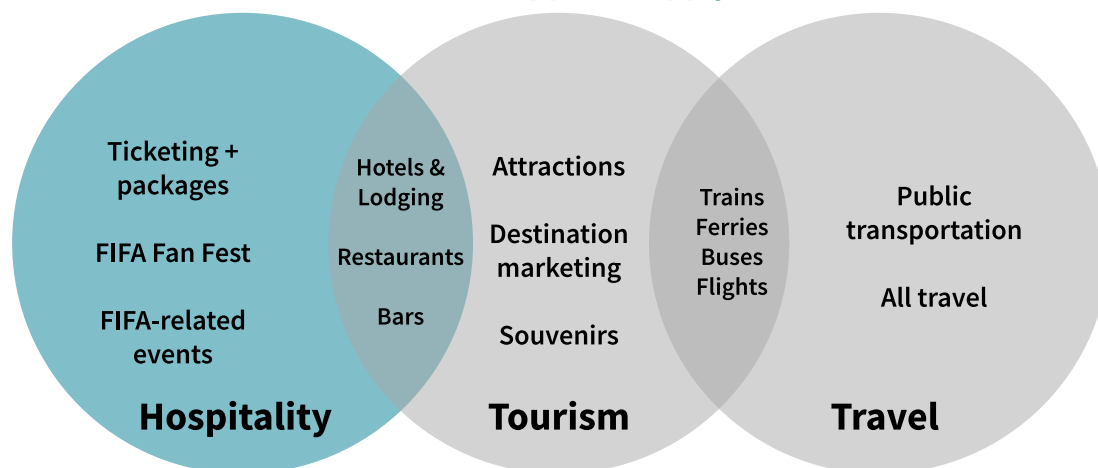 Ticketing +
packages
FIFA Fan Fest
FIFA-related
events
Hospitality
Hotels &
Lodging
Restaurants
Bars
Attractions
Destination
marketing
Souvenirs
Tourism
Trains
Ferries
Buses
Flights
Public
transportation
All travel
Travel